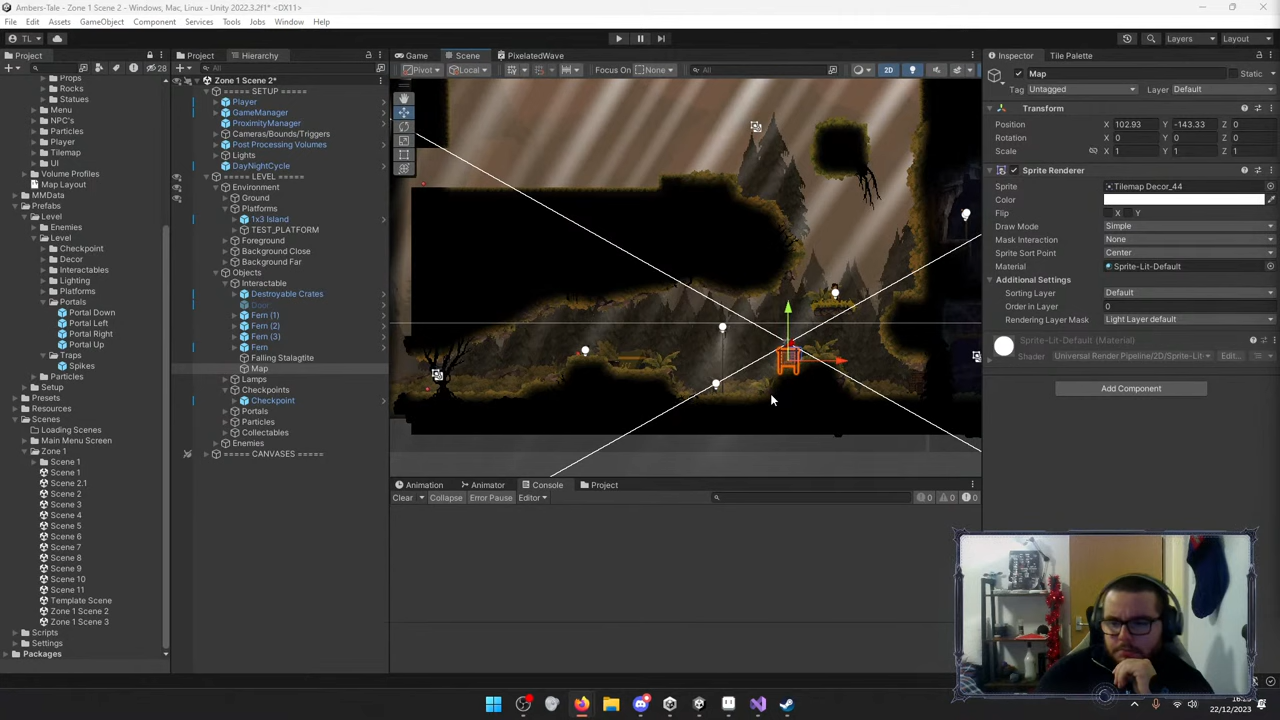 Ambers-Tale - Zone 1 Scene 2 - Windows, Mac, Linux - Unity 2022.3.2f1* <DX11>
File Edit Assets GameObject Component Services Tools Jobs Window Help
TL
Layers
Layout
Project
Project
Hierarchy
Game
Scene
PixelatedWave
Inspector
Tile Palette
28
All
Pivot
Local
Focus On
None
All
2D
Props
Rocks
Statues
Menu
NPC's
Particles
Player
Tilemap
UI
Volume Profiles
Map Layout
MMData
Prefabs
Level
Enemies
Level
Checkpoint
Decor
Interactables
Lighting
Platforms
Portals
Portal Down
Portal Left
Portal Right
Portal Up
Traps
Spikes
Particles
Setup
Presets
Resources
Scenes
Loading Scenes
Main Menu Screen
Zone 1
Scene 1
Scene 1
Scene 2
Scene 2.1
Scene 3
Scene 4
Scene 5
Scene 6
Scene 7
Scene 8
Scene 9
Scene 10
Scene 11
Template Scene
Zone 1 Scene 2
Zone 1 Scene 3
Scripts
Settings
Packages
Zone 1 Scene 2*
===== SETUP =====
Player
GameManager
ProximityManager
Cameras/Bounds/Triggers
Post Processing Volumes
Lights
DayNightCycle
===== LEVEL =====
Environment
Ground
Platforms
1x3 Island
TEST_PLATFORM
Foreground
Background Close
Background Far
Objects
Interactable
Destroyable Crates
Door
Fern (1)
Fern (2)
Fern (3)
Fern
Falling Stalagtite
Map
Lamps
Checkpoints
Checkpoint
Portals
Particles
Collectables
Enemies
===== CANVASES =====
Animation
Animator
Console
Project
Clear
Collapse
Error Pause
Editor
0
0
0
Map
Static
Tag Untagged
Layer Default
Transform
Position X 102.93 Y -143.33 Z 0
Rotation X 0 Y 0 Z 0
Scale X 1 Y 1 Z 1
Sprite Renderer
Sprite Tilemap Decor_44
Color
Flip X Y
Draw Mode Simple
Mask Interaction None
Sprite Sort Point Center
Material Sprite-Lit-Default
Additional Settings
Sorting Layer Default
Order in Layer 0
Rendering Layer Mask Light Layer default
Sprite-Lit-Default (Material)
Shader Universal Render Pipeline/2D/Sprite-Lit- Edit...
Add Component
22/12/2023